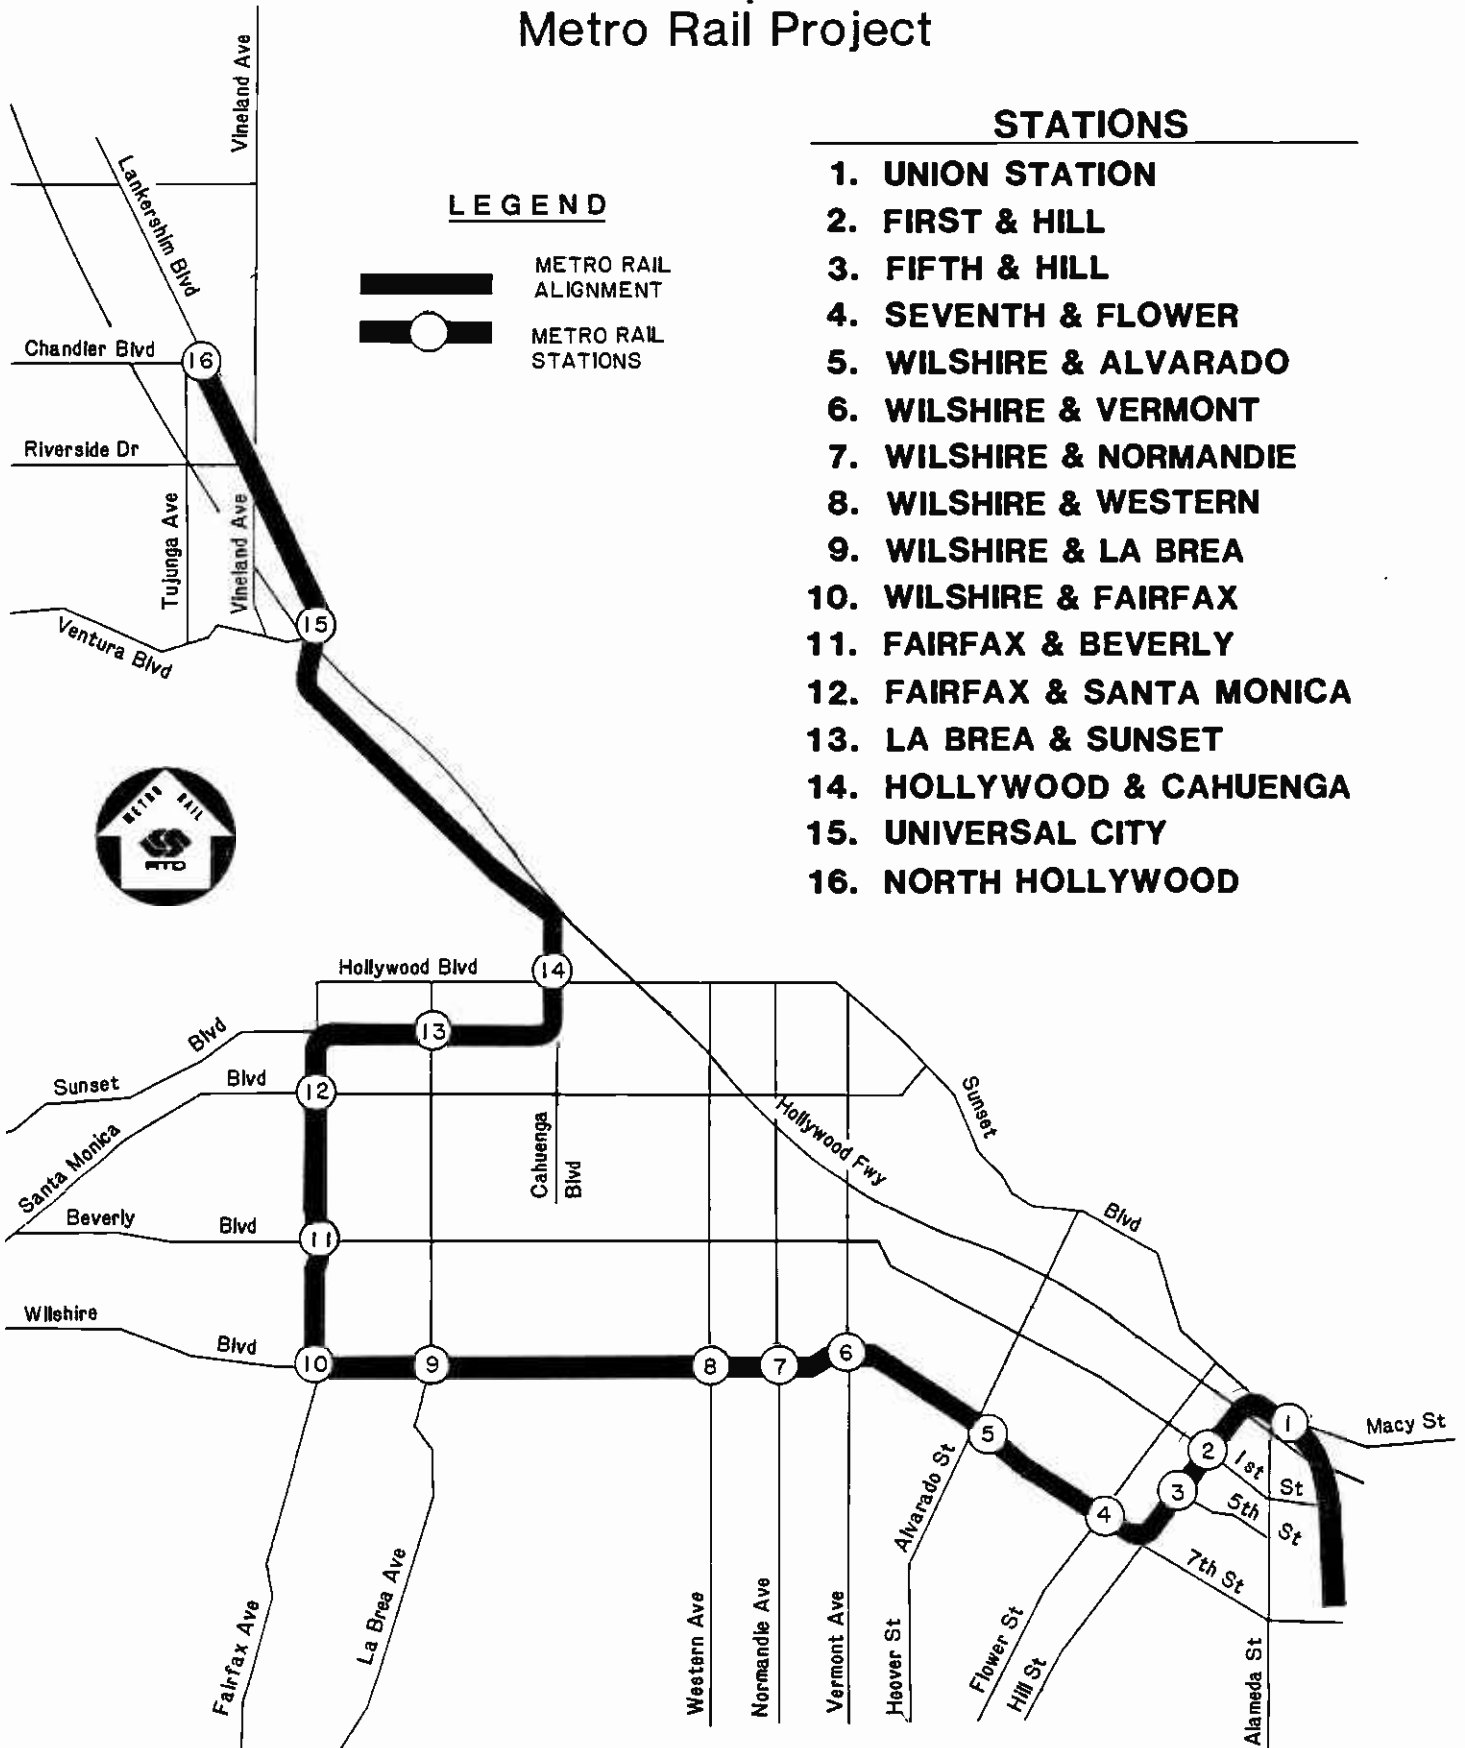 Metro Rail Project
STATIONS
1. UNION STATION
2. FIRST & HILL
3. FIFTH & HILL
4. SEVENTH & FLOWER
5. WILSHIRE & ALVARADO
6. WILSHIRE & VERMONT
7. WILSHIRE & NORMANDIE
8. WILSHIRE & WESTERN
9. WILSHIRE & LA BREA
10. WILSHIRE & FAIRFAX
11. FAIRFAX & BEVERLY
12. FAIRFAX & SANTA MONICA
13. LA BREA & SUNSET
14. HOLLYWOOD & CAHUENGA
15. UNIVERSAL CITY
16. NORTH HOLLYWOOD
LEGEND
METRO RAIL
ALIGNMENT
METRO RAIL
STATIONS
Vineland Ave
Lankershim Blvd
Chandler Blvd
16
Riverside Dr
Tujunga Ave
Vineland Ave
15
Ventura Blvd
METRO RAIL
RTD
Hollywood Blvd
14
13
Sunset
Blvd
12
Santa Monica
Blvd
Cahuenga
Blvd
Hollywood Fwy
Sunset
Blvd
Beverly
Blvd
11
Wilshire
Blvd
10
9
8
7
6
5
4
3
2
1
Macy St
1st
St
5th
St
7th St
Alvarado St
Fairfax Ave
La Brea Ave
Western Ave
Normandie Ave
Vermont Ave
Hoover St
Flower St
Hill St
Alameda St